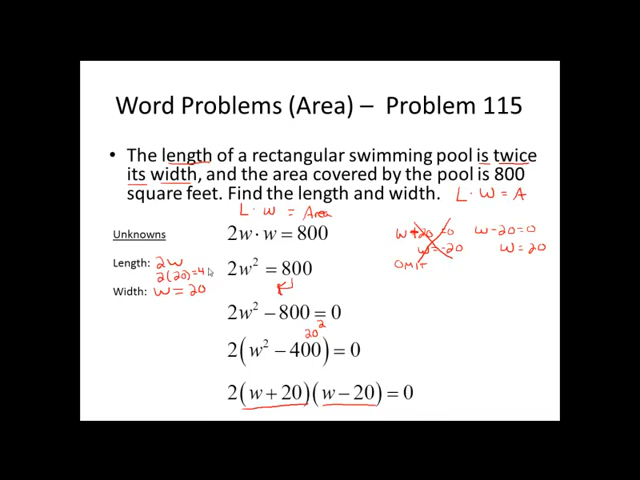 Word Problems (Area) – Problem 115
• The length of a rectangular swimming pool is twice
its width, and the area covered by the pool is 800
square feet. Find the length and width. L · W = A
L · W = Area
Unknowns
2w · w = 800
W + 20 = 0
W = -20
OMIT
W - 20 = 0
W = 20
Length: 2W
2(20) = 4
2w² = 800
Width: W = 20
2w² − 800 = 0
20²
2(w² − 400) = 0
2(w + 20)(w − 20) = 0